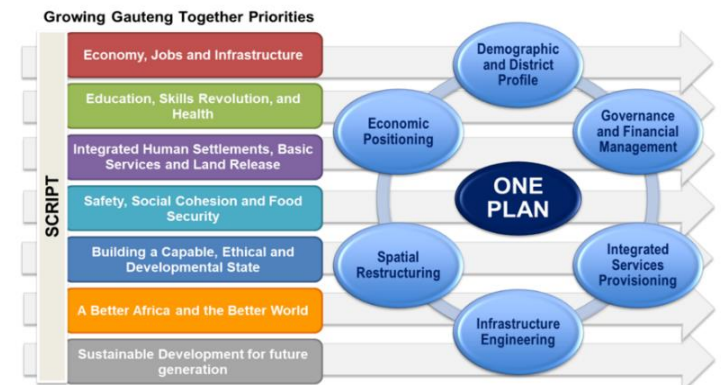 Growing Gauteng Together Priorities
SCRIPT
Economy, Jobs and Infrastructure
Education, Skills Revolution, and
Health
Integrated Human Settlements, Basic
Services and Land Release
Safety, Social Cohesion and Food
Security
Building a Capable, Ethical and
Developmental State
A Better Africa and the Better World
Sustainable Development for future
generation
Demographic
and District
Profile
Governance
and Financial
Management
Integrated
Services
Provisioning
Infrastructure
Engineering
Spatial
Restructuring
Economic
Positioning
ONE
PLAN